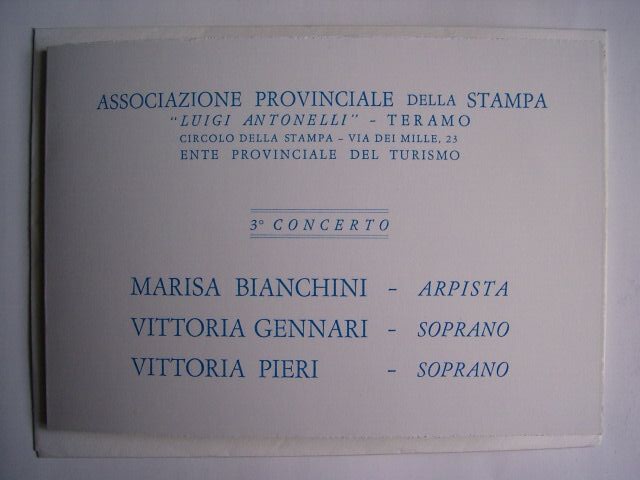 ASSOCIAZIONE PROVINCIALE DELLA STAMPA
"LUIGI ANTONELLI" - TERAMO
CIRCOLO DELLA STAMPA - VIA DEI MILLE, 23
ENTE PROVINCIALE DEL TURISMO
3° CONCERTO
MARISA BIANCHINI - ARPISTA
VITTORIA GENNARI - SOPRANO
VITTORIA PIERI - SOPRANO